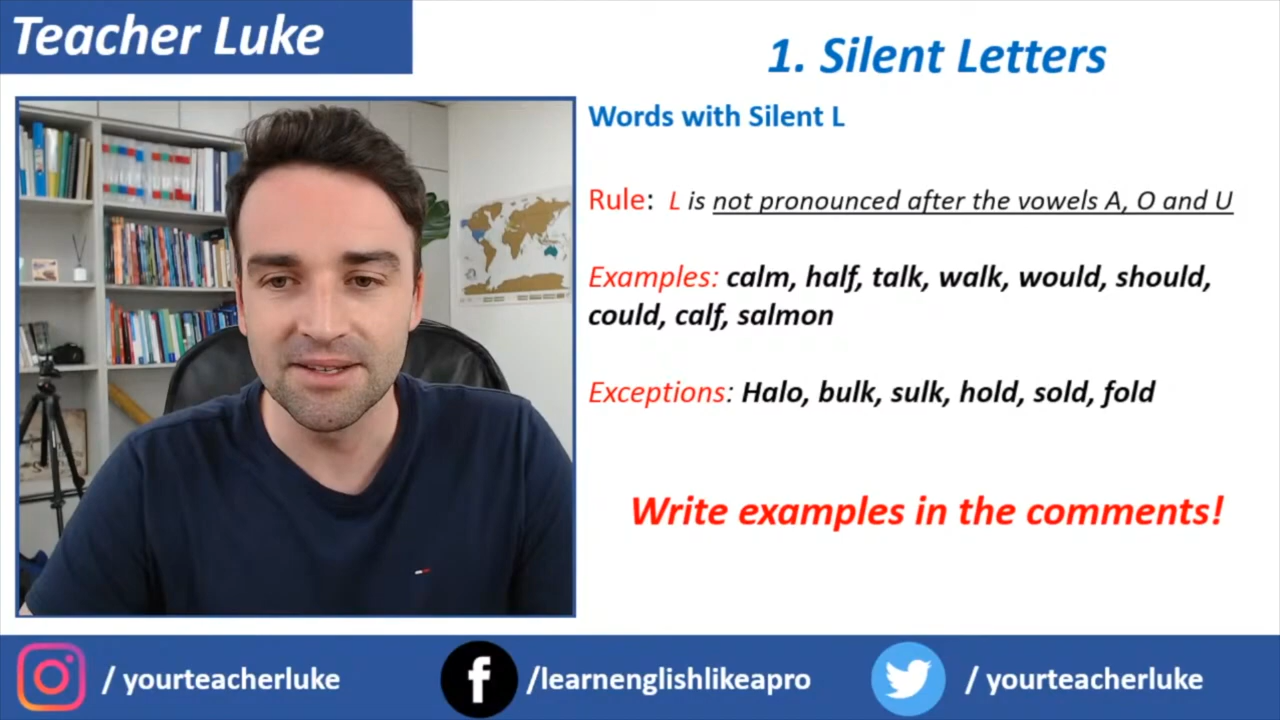 Teacher Luke
1. Silent Letters
Words with Silent L
Rule: L is not pronounced after the vowels A, O and U
Examples: calm, half, talk, walk, would, should,
could, calf, salmon
Exceptions: Halo, bulk, sulk, hold, sold, fold
Write examples in the comments!
/ yourteacherluke
/learnenglishlikeapro
/ yourteacherluke